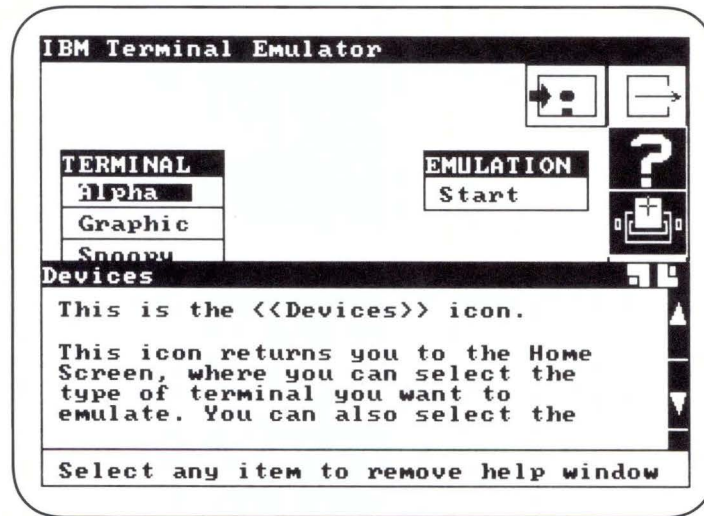 IBM Terminal Emulator
TERMINAL
Alpha
Graphic
Snoopy
EMULATION
Start
?
Devices
This is the <<Devices>> icon.
This icon returns you to the Home
Screen, where you can select the
type of terminal you want to
emulate. You can also select the
Select any item to remove help window